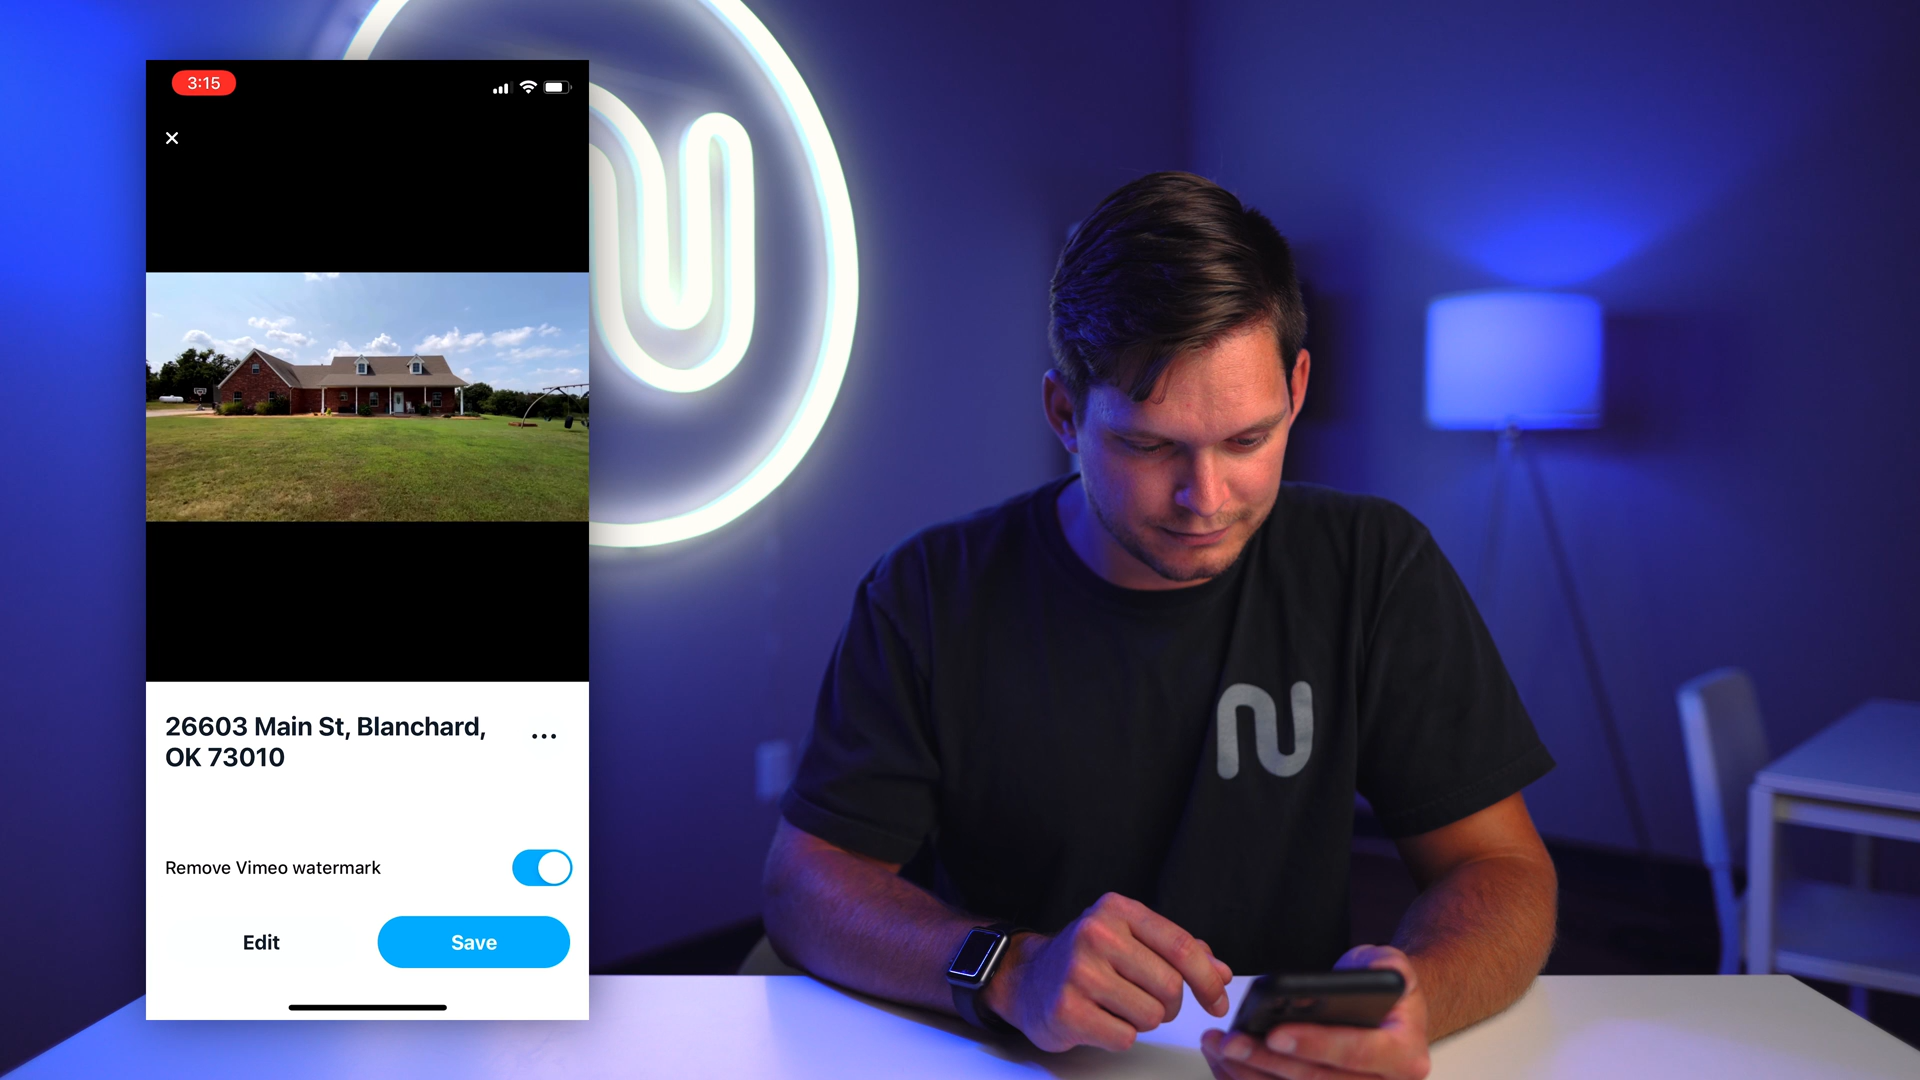 3:15
26603 Main St, Blanchard,
OK 73010
Remove Vimeo watermark
Edit
Save